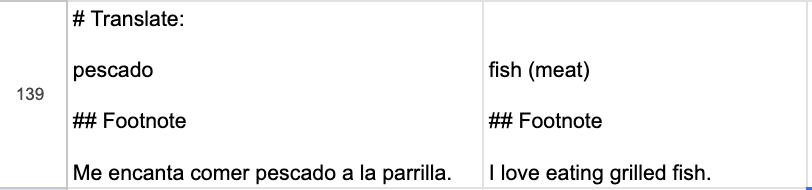 # Translate:
pescado
fish (meat)
139
## Footnote
## Footnote
Me encanta comer pescado a la parrilla.
I love eating grilled fish.